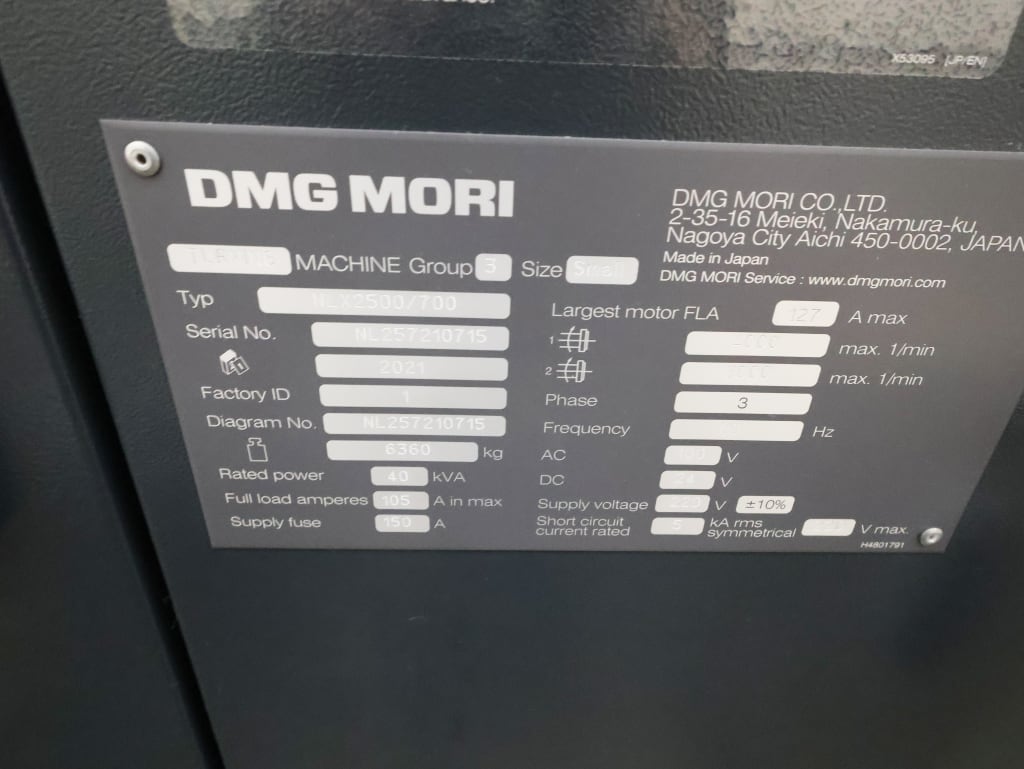 X53095 [JP/EN]
DMG MORI
DMG MORI CO.,LTD.
2-35-16 Meieki, Nakamura-ku,
Nagoya City Aichi 450-0002, JAPAN
Made in Japan
DMG MORI Service : www.dmgmori.com
MACHINE Group 3 Size Small
Typ NLX2500/700
Serial No. NL257210715
2021
Factory ID 1
Diagram No. NL257210715
6360 kg
Rated power 40 kVA
Full load amperes 105 A in max
Supply fuse 150 A
Largest motor FLA 127 A max
1 max. 1/min
2 max. 1/min
Phase 3
Frequency Hz
AC 100 V
DC 24 V
Supply voltage 220 V ±10%
Short circuit current rated 5 kA rms symmetrical V max.
H4801791